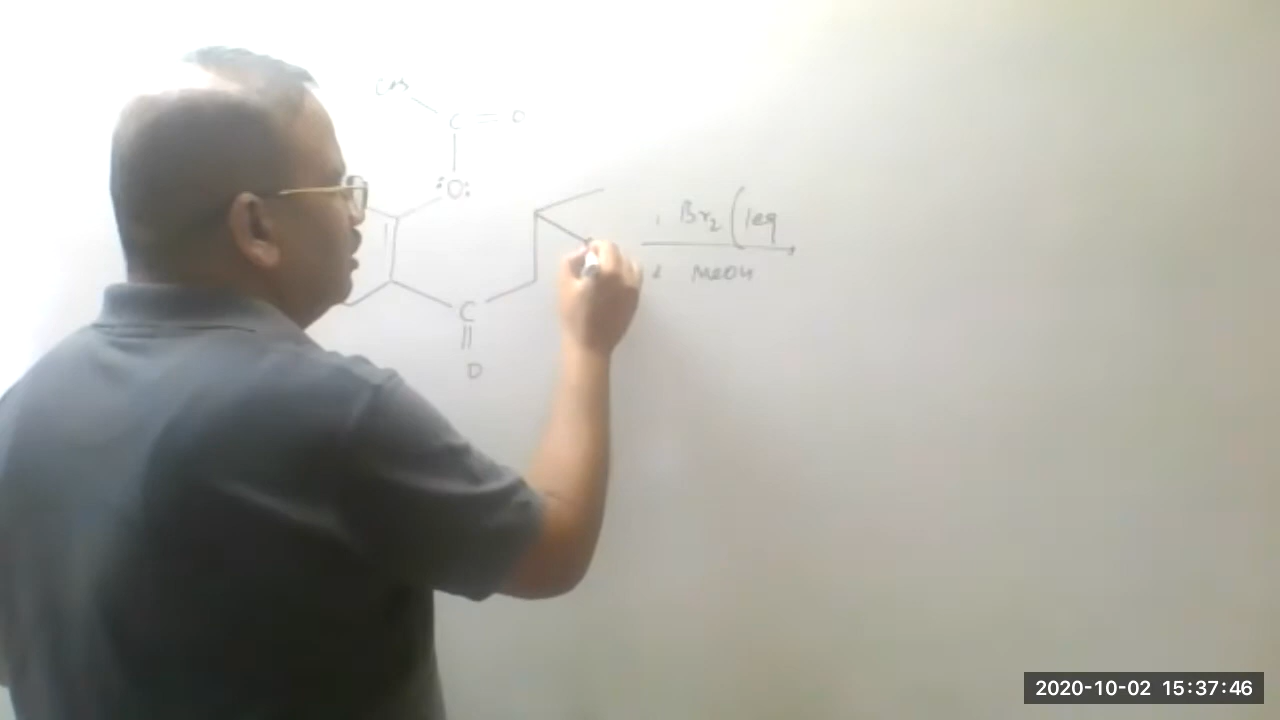 CH3
C = O
:O:
1 Br2 (1eq
2 MeOH
C
O
2020-10-02 15:37:46